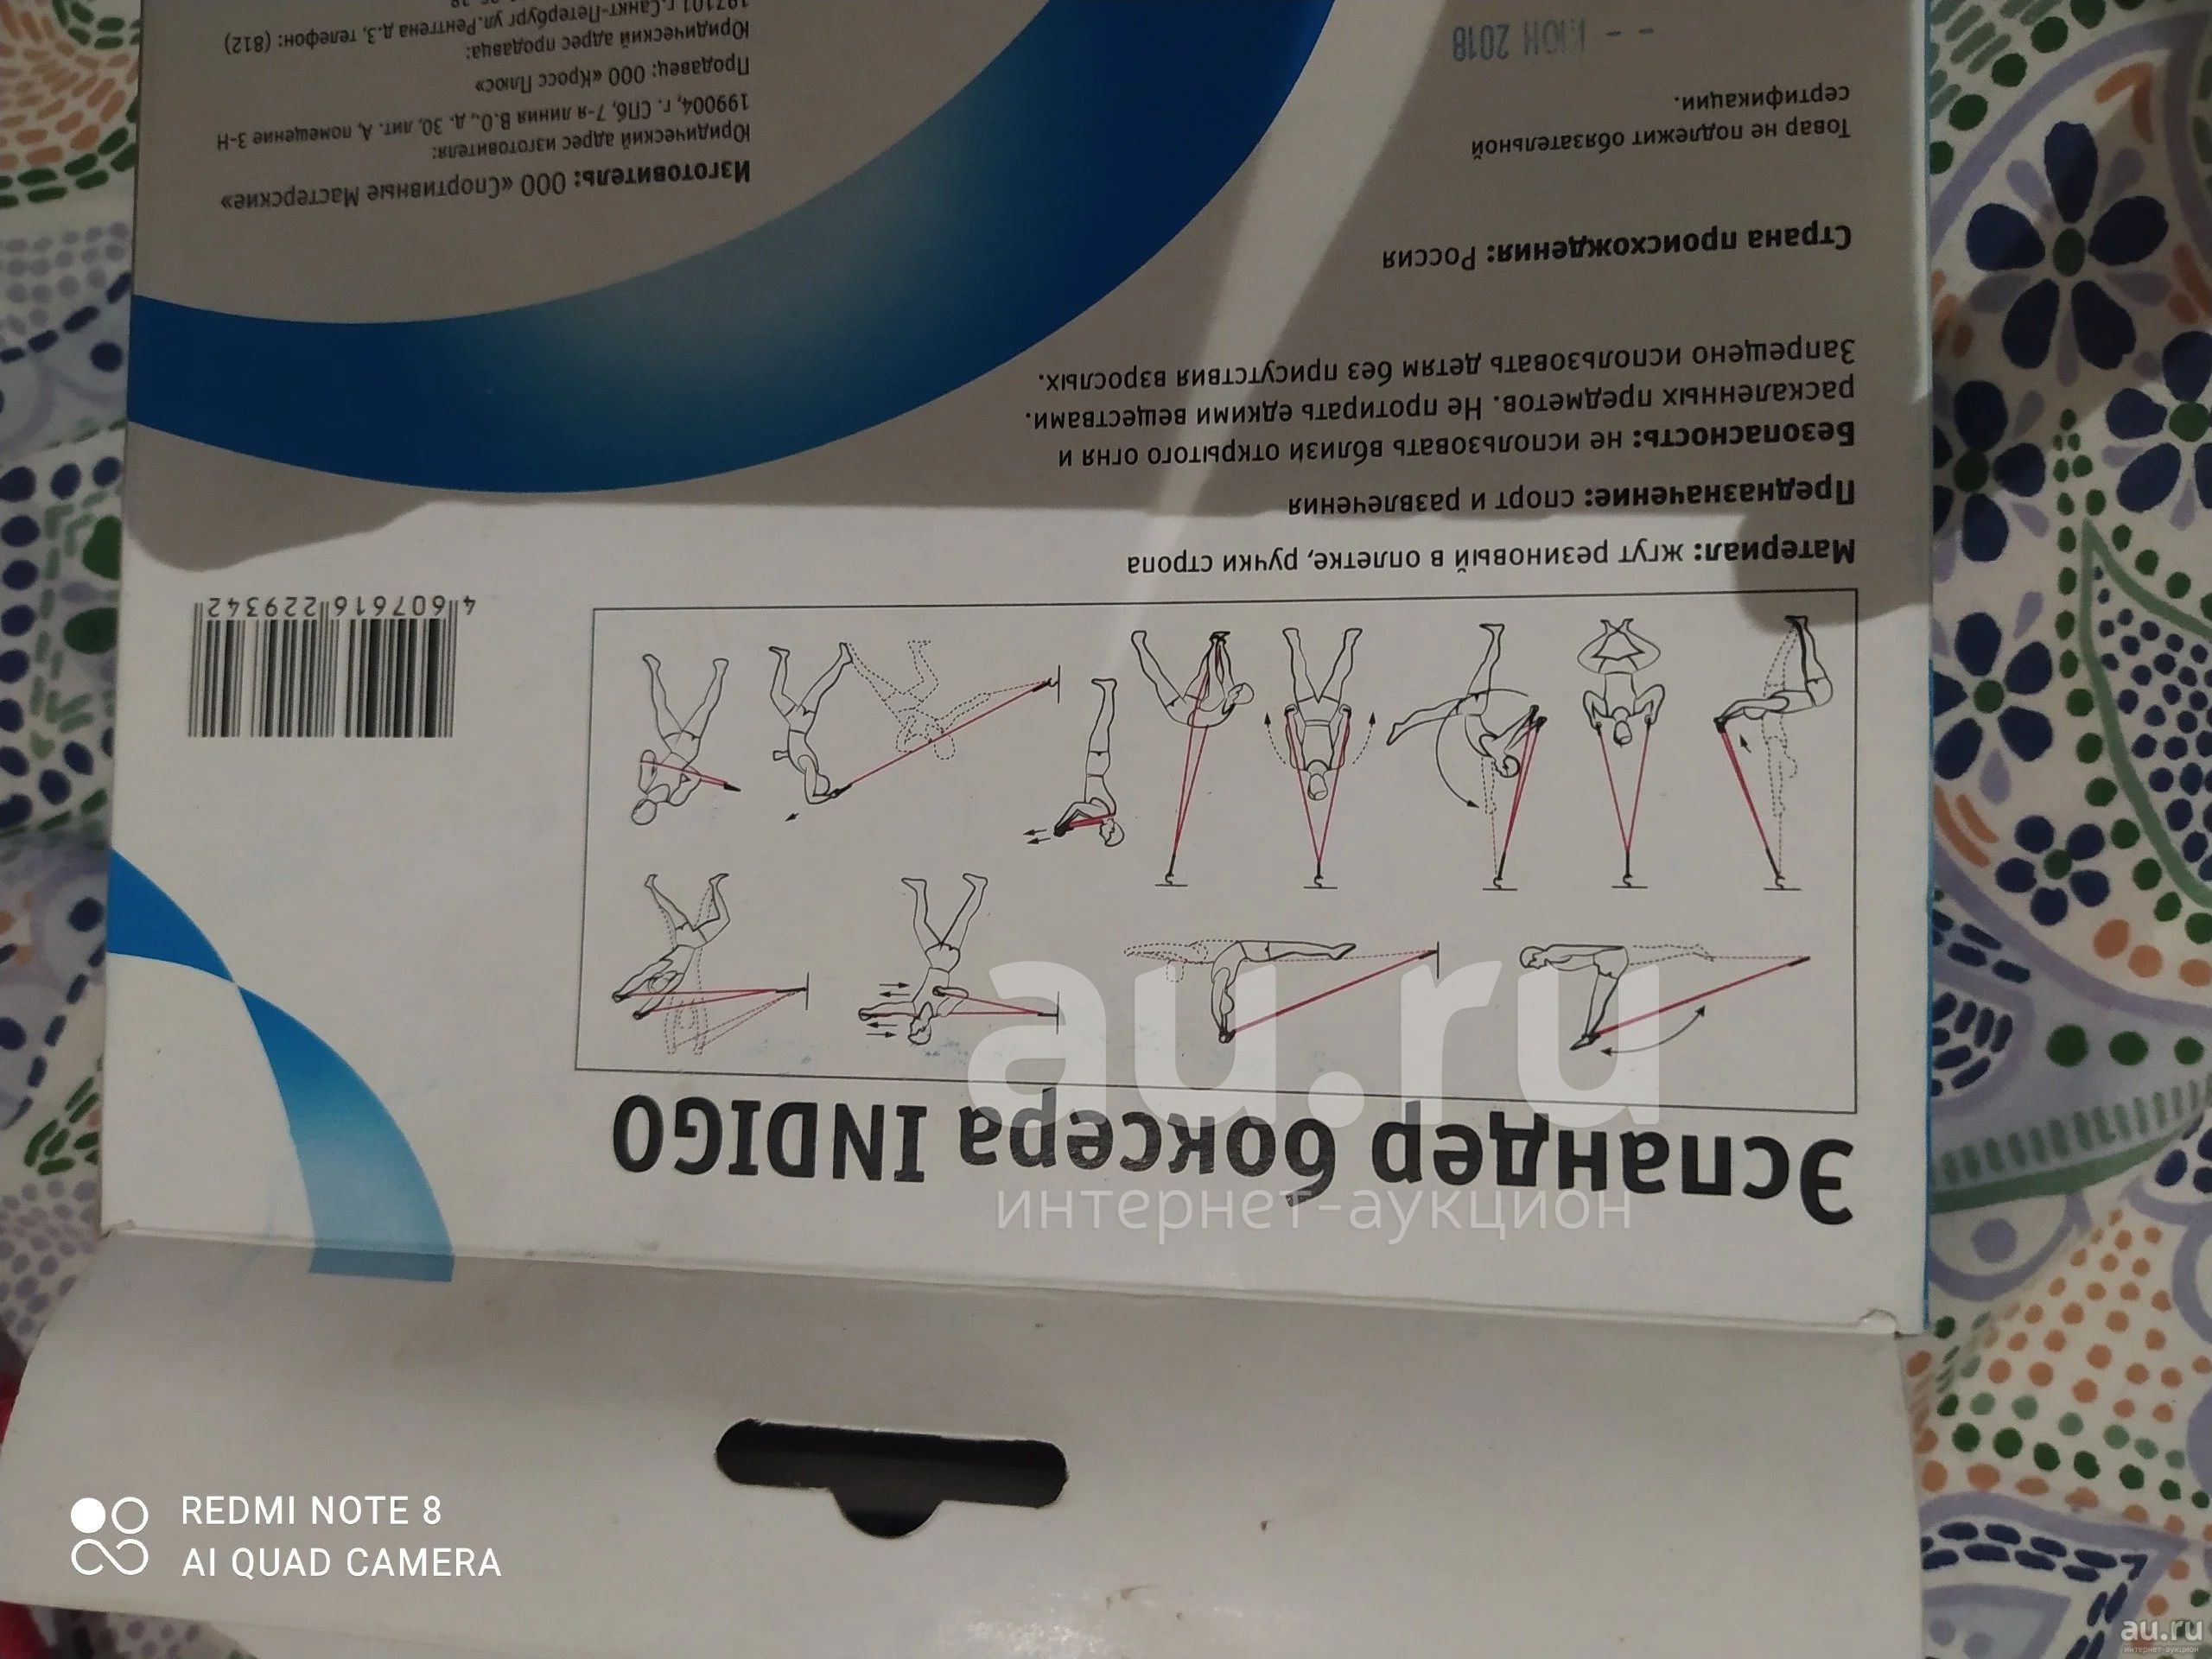 Эспандер боксера INDIGO
Материал: жгут резиновый в оплетке, ручки стропа
Предназначение: спорт и развлечения
Безопасность: не использовать вблизи открытого огня и
раскаленных предметов. Не протирать едкими веществами.
Запрещено использовать детям без присутствия взрослых.
Страна происхождения: Россия
Товар не подлежит обязательной
сертификации.
ИЮН 2018
4 607616 229342
Изготовитель: ООО «Спортивные Мастерские»
Юридический адрес изготовителя:
199004, г. СПб, 7-я линия В.О., д. 30, лит. А, помещение 3-Н
Продавец: ООО «Кросс Плюс»
Юридический адрес продавца:
197101 г.Санкт-Петербург ул.Рентгена д.3, телефон: (812)
au.ru
интернет-аукцион
REDMI NOTE 8
AI QUAD CAMERA
au.ru
интернет-аукцион